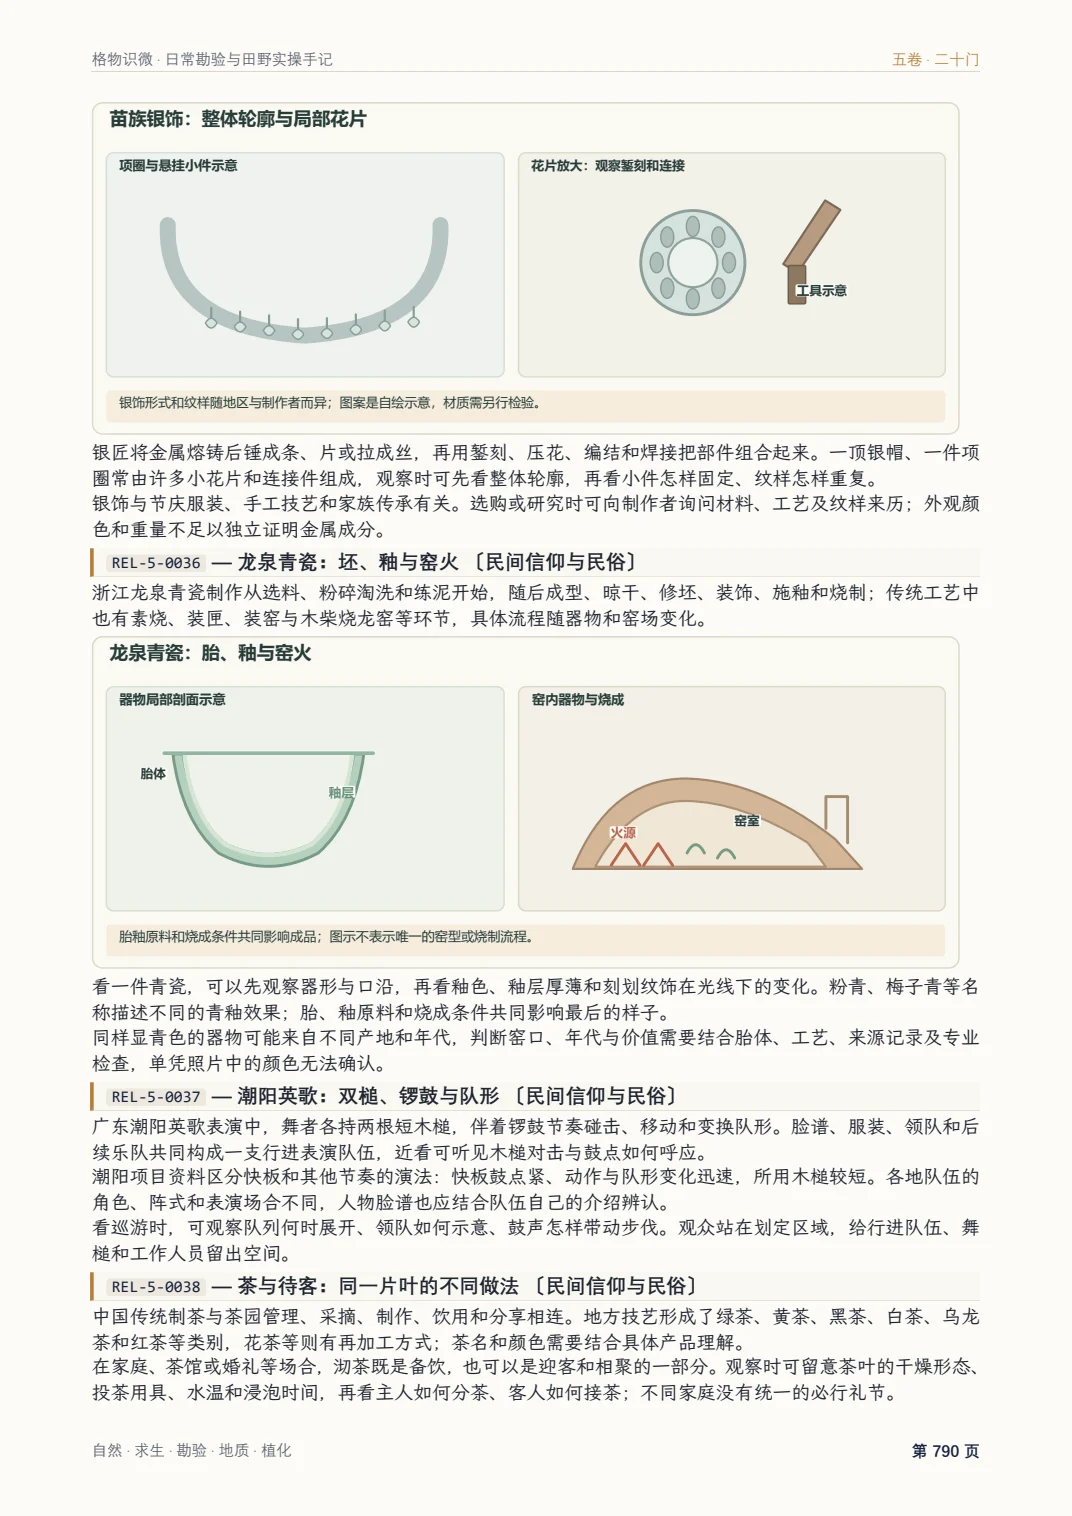 格物识微 · 日常勘验与田野实操手记
五卷 · 二十门
苗族银饰：整体轮廓与局部花片
项圈与悬挂小件示意
花片放大：观察錾刻和连接
工具示意
银饰形式和纹样随地区与制作者而异；图案是自绘示意，材质需另行检验。
银匠将金属熔铸后锤成条、片或拉成丝，再用錾刻、压花、编结和焊接把部件组合起来。一顶银帽、一件项
圈常由许多小花片和连接件组成，观察时可先看整体轮廓，再看小件怎样固定、纹样怎样重复。
银饰与节庆服装、手工技艺和家族传承有关。选购或研究时可向制作者询问材料、工艺及纹样来历；外观颜
色和重量不足以独立证明金属成分。
REL-5-0036 — 龙泉青瓷：坯、釉与窑火 〔民间信仰与民俗〕
浙江龙泉青瓷制作从选料、粉碎淘洗和练泥开始，随后成型、晾干、修坯、装饰、施釉和烧制；传统工艺中
也有素烧、装匣、装窑与木柴烧龙窑等环节，具体流程随器物和窑场变化。
龙泉青瓷：胎、釉与窑火
器物局部剖面示意
胎体
釉层
窑内器物与烧成
火源
窑室
胎釉原料和烧成条件共同影响成品；图示不表示唯一的窑型或烧制流程。
看一件青瓷，可以先观察器形与口沿，再看釉色、釉层厚薄和刻划纹饰在光线下的变化。粉青、梅子青等名
称描述不同的青釉效果；胎、釉原料和烧成条件共同影响最后的样子。
同样显青色的器物可能来自不同产地和年代，判断窑口、年代与价值需要结合胎体、工艺、来源记录及专业
检查，单凭照片中的颜色无法确认。
REL-5-0037 — 潮阳英歌：双槌、锣鼓与队形 〔民间信仰与民俗〕
广东潮阳英歌表演中，舞者各持两根短木槌，伴着锣鼓节奏碰击、移动和变换队形。脸谱、服装、领队和后
续乐队共同构成一支行进表演队伍，近看可听见木槌对击与鼓点如何呼应。
潮阳项目资料区分快板和其他节奏的演法：快板鼓点紧、动作与队形变化迅速，所用木槌较短。各地队伍的
角色、阵式和表演场合不同，人物脸谱也应结合队伍自己的介绍辨认。
看巡游时，可观察队列何时展开、领队如何示意、鼓声怎样带动步伐。观众站在划定区域，给行进队伍、舞
槌和工作人员留出空间。
REL-5-0038 — 茶与待客：同一片叶的不同做法 〔民间信仰与民俗〕
中国传统制茶与茶园管理、采摘、制作、饮用和分享相连。地方技艺形成了绿茶、黄茶、黑茶、白茶、乌龙
茶和红茶等类别，花茶等则有再加工方式；茶名和颜色需要结合具体产品理解。
在家庭、茶馆或婚礼等场合，沏茶既是备饮，也可以是迎客和相聚的一部分。观察时可留意茶叶的干燥形态、
投茶用具、水温和浸泡时间，再看主人如何分茶、客人如何接茶；不同家庭没有统一的必行礼节。
自然 · 求生 · 勘验 · 地质 · 植化
第 790 页